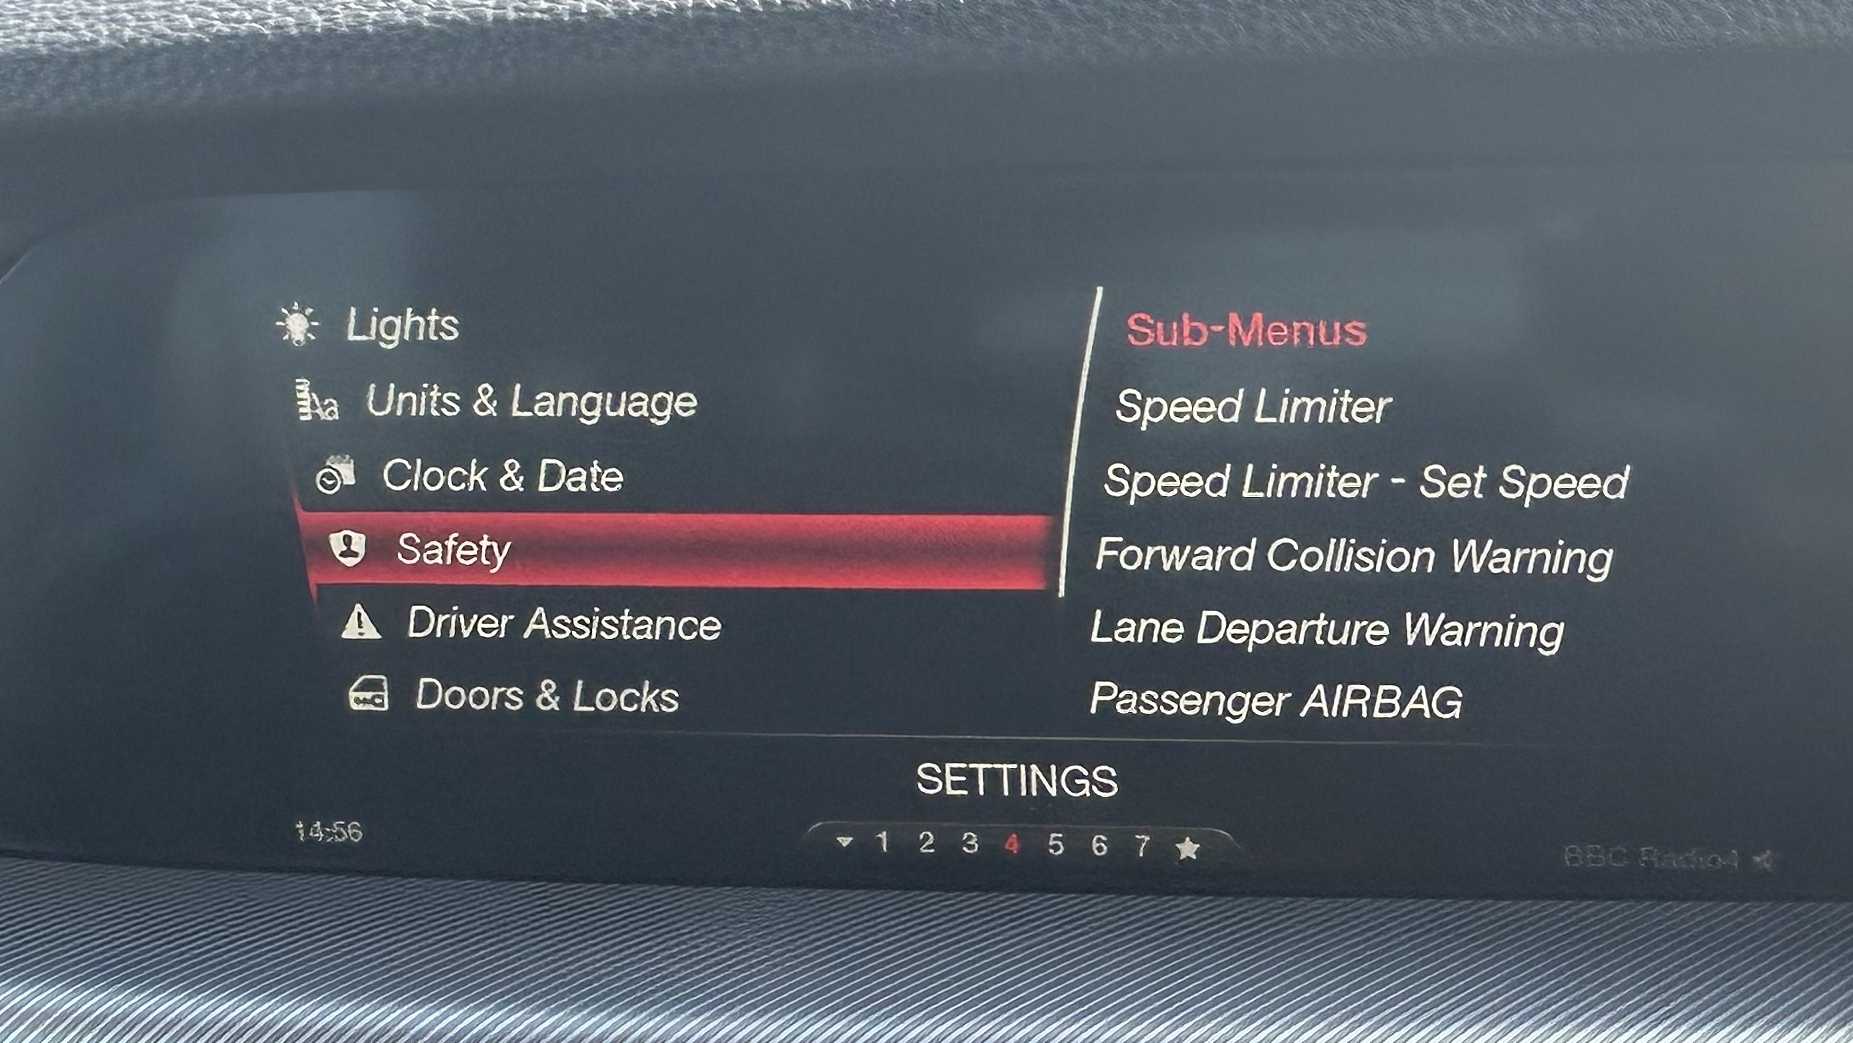 Lights
Units & Language
Clock & Date
Safety
Driver Assistance
Doors & Locks
Sub-Menus
Speed Limiter
Speed Limiter - Set Speed
Forward Collision Warning
Lane Departure Warning
Passenger AIRBAG
SETTINGS
14:56
1 2 3 4 5 6 7
BBC Radio4